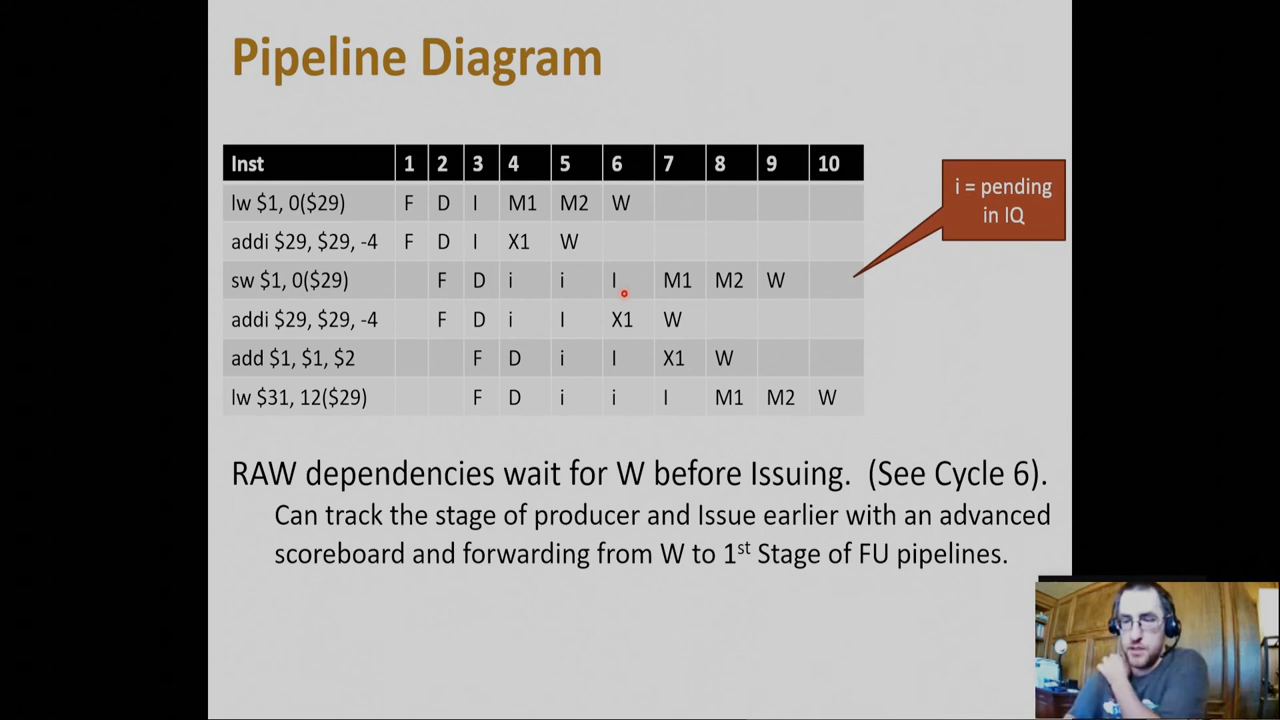 Pipeline Diagram
Inst 1 2 3 4 5 6 7 8 9 10
lw $1, 0($29) F D I M1 M2 W
addi $29, $29, -4 F D I X1 W
sw $1, 0($29) F D i i I M1 M2 W
addi $29, $29, -4 F D i I X1 W
add $1, $1, $2 F D i I X1 W
lw $31, 12($29) F D i i I M1 M2 W
i = pending
in IQ
RAW dependencies wait for W before Issuing. (See Cycle 6).
Can track the stage of producer and Issue earlier with an advanced
scoreboard and forwarding from W to 1st Stage of FU pipelines.